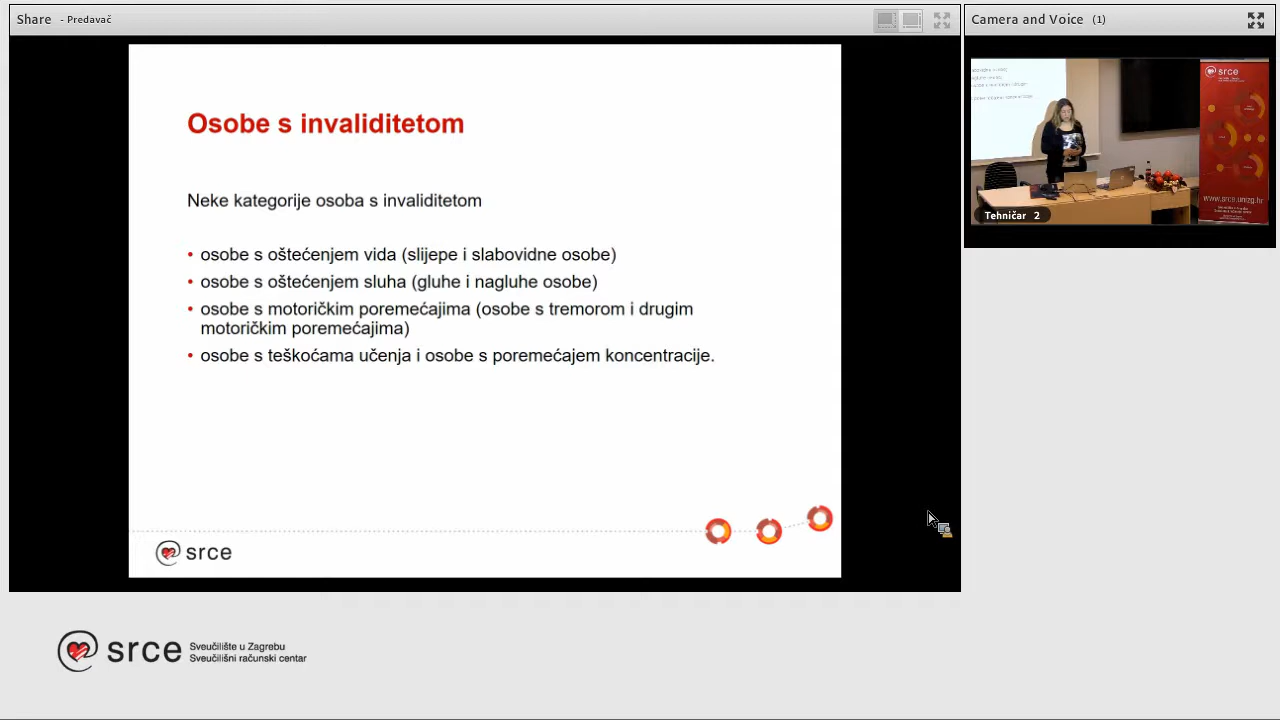 Share - Predavač
Camera and Voice (1)
Osobe s invaliditetom
Neke kategorije osoba s invaliditetom
• osobe s oštećenjem vida (slijepe i slabovidne osobe)
• osobe s oštećenjem sluha (gluhe i nagluhe osobe)
• osobe s motoričkim poremećajima (osobe s tremorom i drugim
motoričkim poremećajima)
• osobe s teškoćama učenja i osobe s poremećajem koncentracije.
srce
srce
www.srce.unizg.hr
Tehničar 2
srce
Sveučilište u Zagrebu
Sveučilišni računski centar